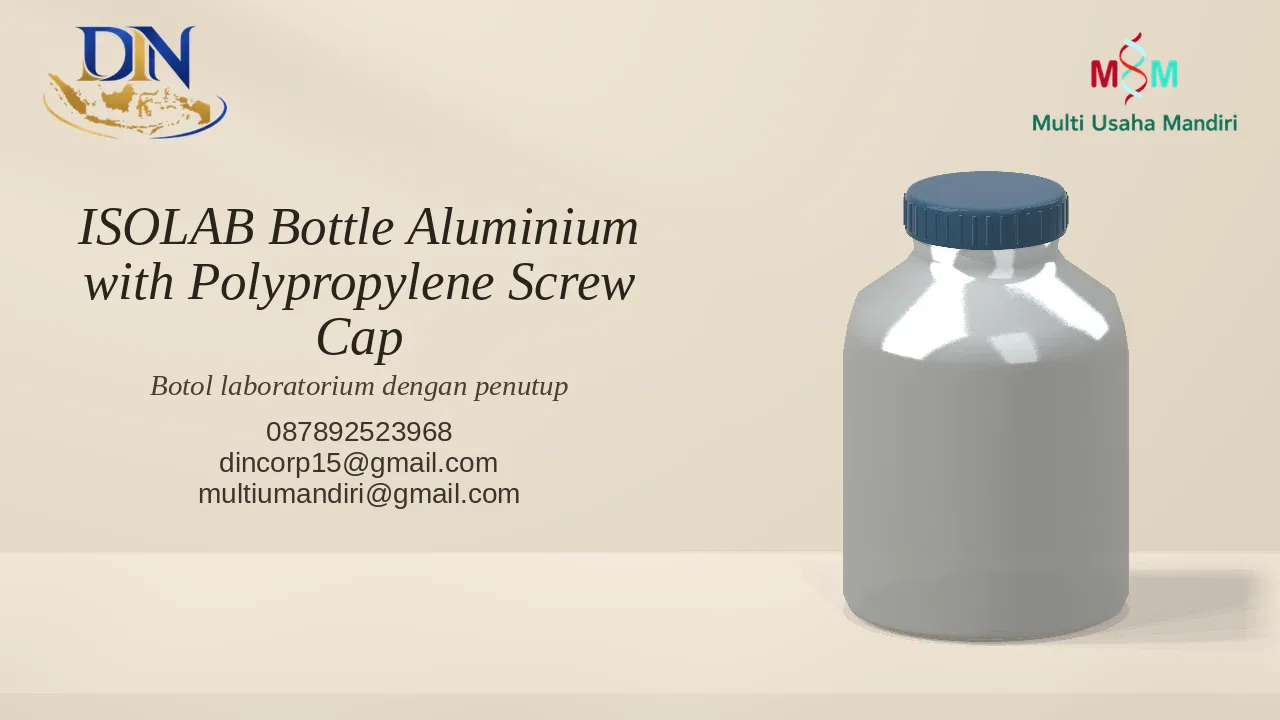 DIN
MSM
Multi Usaha Mandiri
ISOLAB Bottle Aluminium
with Polypropylene Screw
Cap
Botol laboratorium dengan penutup
087892523968
dincorp15@gmail.com
multiumandiri@gmail.com